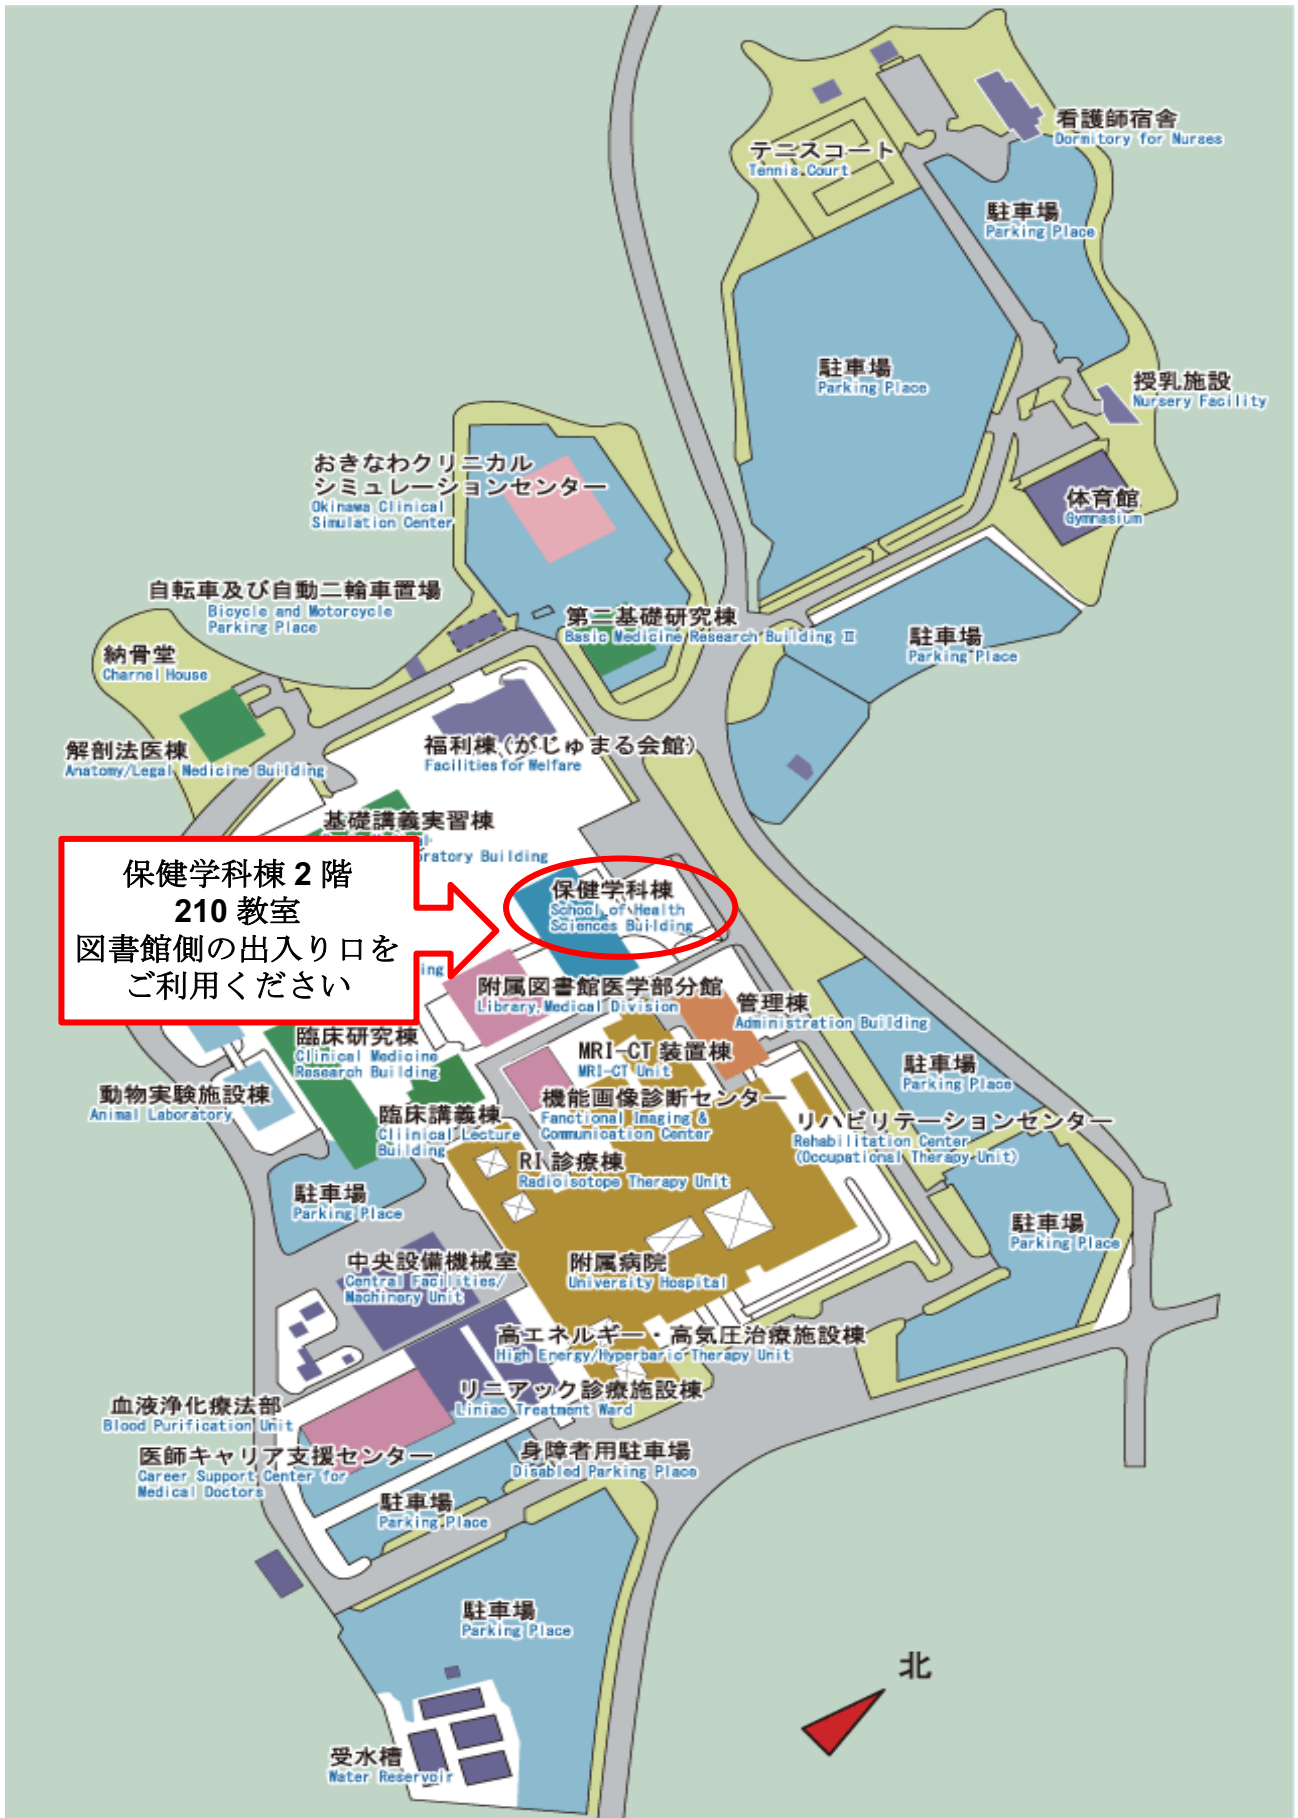 看護師宿舎
Dormitory for Nurses
テニスコート
Tennis Court
駐車場
Parking Place
駐車場
Parking Place
授乳施設
Nursery Facility
おきなわクリニカル
シミュレーションセンター
Okinawa Clinical
Simulation Center
体育館
Gymnasium
自転車及び自動二輪車置場
Bicycle and Motorcycle
Parking Place
第二基礎研究棟
Basic Medicine Research Building II
駐車場
Parking Place
納骨堂
Charnel House
解剖法医棟
Anatomy/Legal Medicine Building
福利棟(がじゅまる会館)
Facilities for Welfare
基礎講義実習棟
ratory Building
保健学科棟 2 階
210 教室
図書館側の出入り口を
ご利用ください
保健学科棟
School of Health
Sciences Building
ing
附属図書館医学部分館
Library, Medical Division
管理棟
Administration Building
臨床研究棟
Clinical Medicine
Research Building
MRI-CT 装置棟
MRI-CT Unit
駐車場
Parking Place
動物実験施設棟
Animal Laboratory
機能画像診断センター
Fanctional Imaging &
Communication Center
臨床講義棟
Cliinical Lecture
Building
リハビリテーションセンター
Rehabilitation Center
(Occupational Therapy Unit)
RI 診療棟
Radioisotope Therapy Unit
駐車場
Parking Place
駐車場
Parking Place
中央設備機械室
Central Facilities/
Machinery Unit
附属病院
University Hospital
高エネルギー・高気圧治療施設棟
High Energy/Hyperbaric Therapy Unit
リニアック診療施設棟
Liniac Treatment Ward
血液浄化療法部
Blood Purification Unit
医師キャリア支援センター
Career Support Center for
Medical Doctors
身障者用駐車場
Disabled Parking Place
駐車場
Parking Place
駐車場
Parking Place
北
受水槽
Water Reservoir